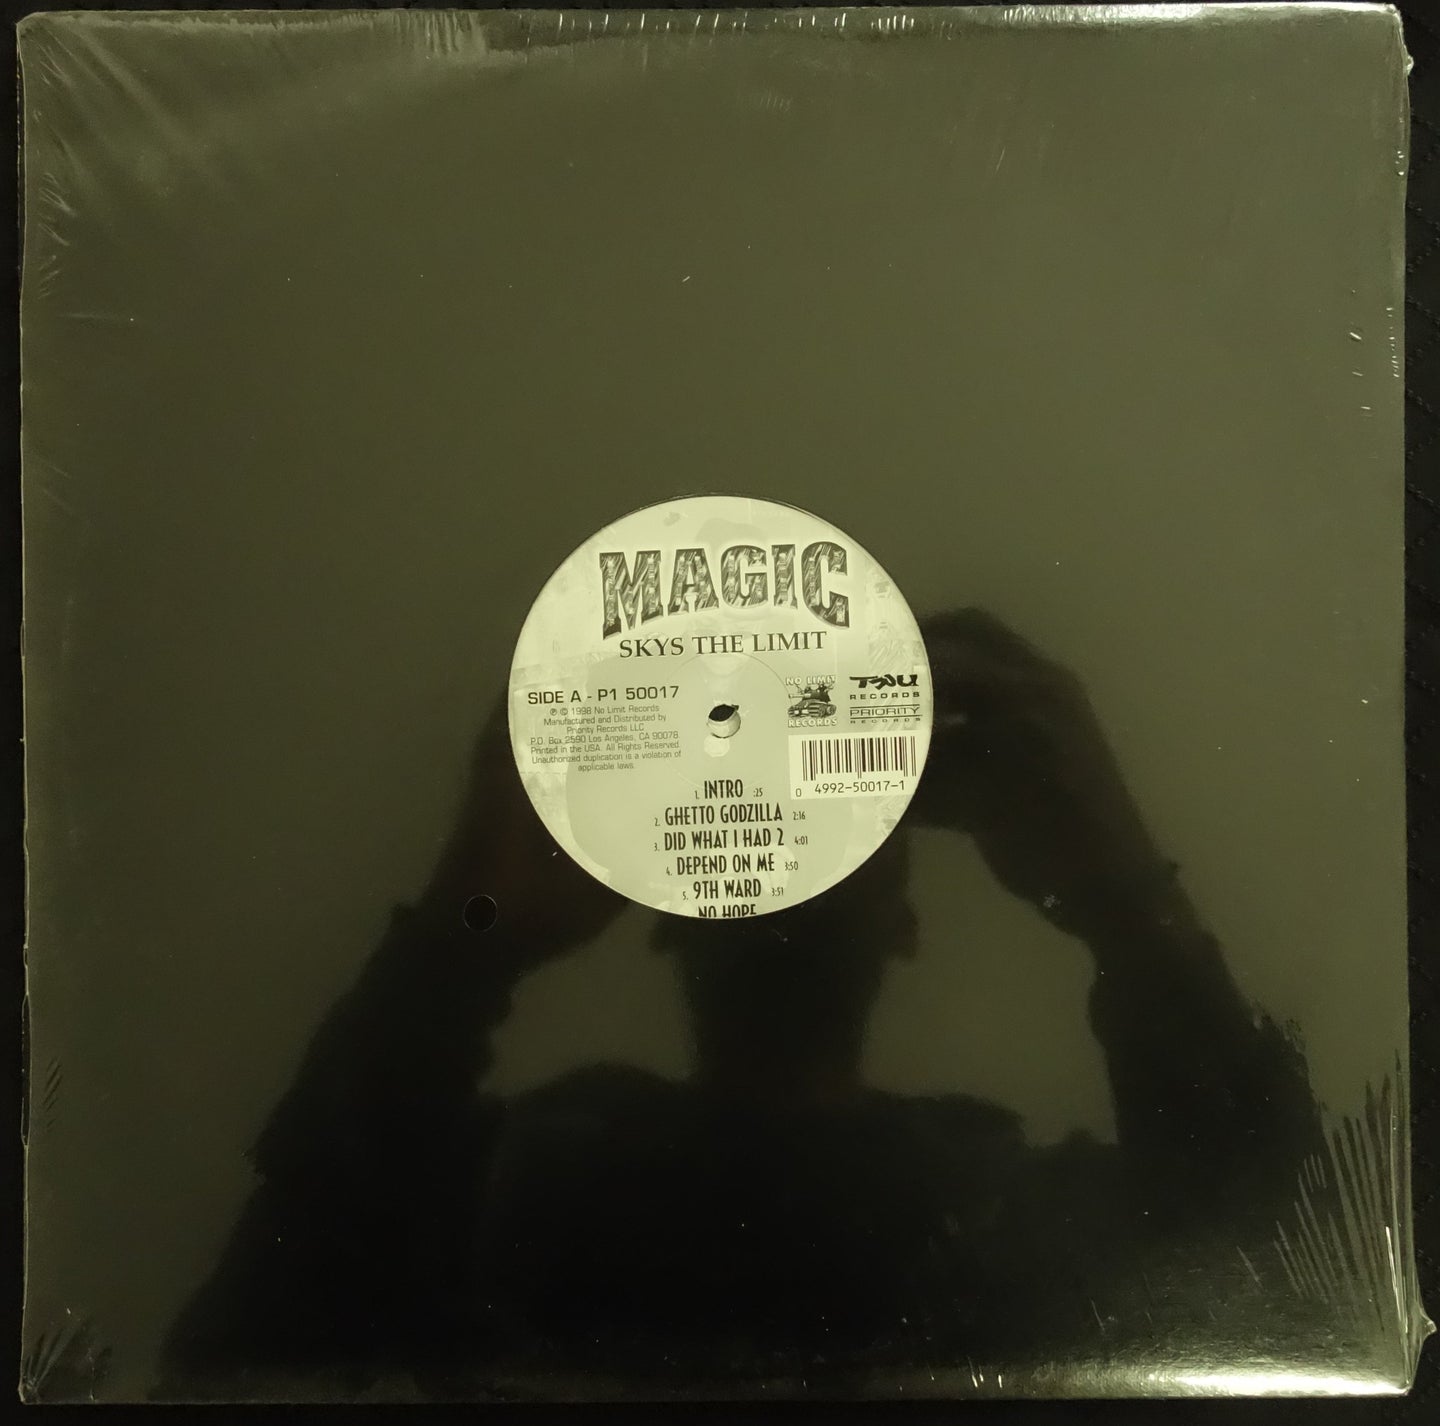 MAGIC
SKYS THE LIMIT
SIDE A - P1 50017
℗ © 1998 No Limit Records
Manufactured and Distributed by
Priority Records LLC
P.O. Box 2590 Los Angeles, CA 90078
Printed in the USA. All Rights Reserved.
Unauthorized duplication is a violation of
applicable laws.
NO LIMIT
RECORDS
TRU
RECORDS
PRIORITY
RECORDS
0 4992-50017-1
1. INTRO :25
2. GHETTO GODZILLA 2:16
3. DID WHAT I HAD 2 4:01
4. DEPEND ON ME 3:50
5. 9TH WARD 3:51
NO HOPE